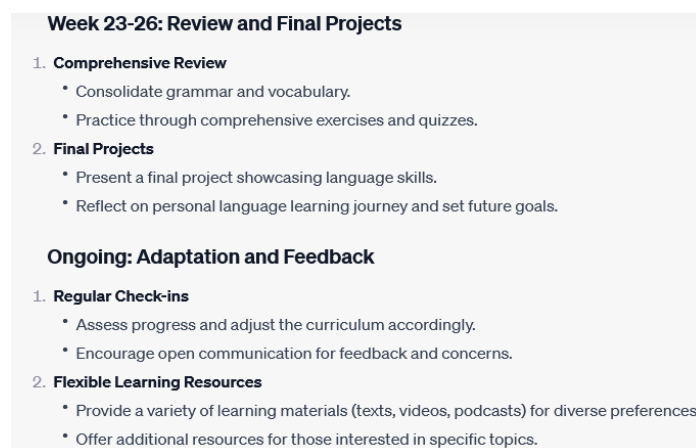 Week 23-26: Review and Final Projects
1. Comprehensive Review
• Consolidate grammar and vocabulary.
• Practice through comprehensive exercises and quizzes.
2. Final Projects
• Present a final project showcasing language skills.
• Reflect on personal language learning journey and set future goals.
Ongoing: Adaptation and Feedback
1. Regular Check-ins
• Assess progress and adjust the curriculum accordingly.
• Encourage open communication for feedback and concerns.
2. Flexible Learning Resources
• Provide a variety of learning materials (texts, videos, podcasts) for diverse preferences
• Offer additional resources for those interested in specific topics.